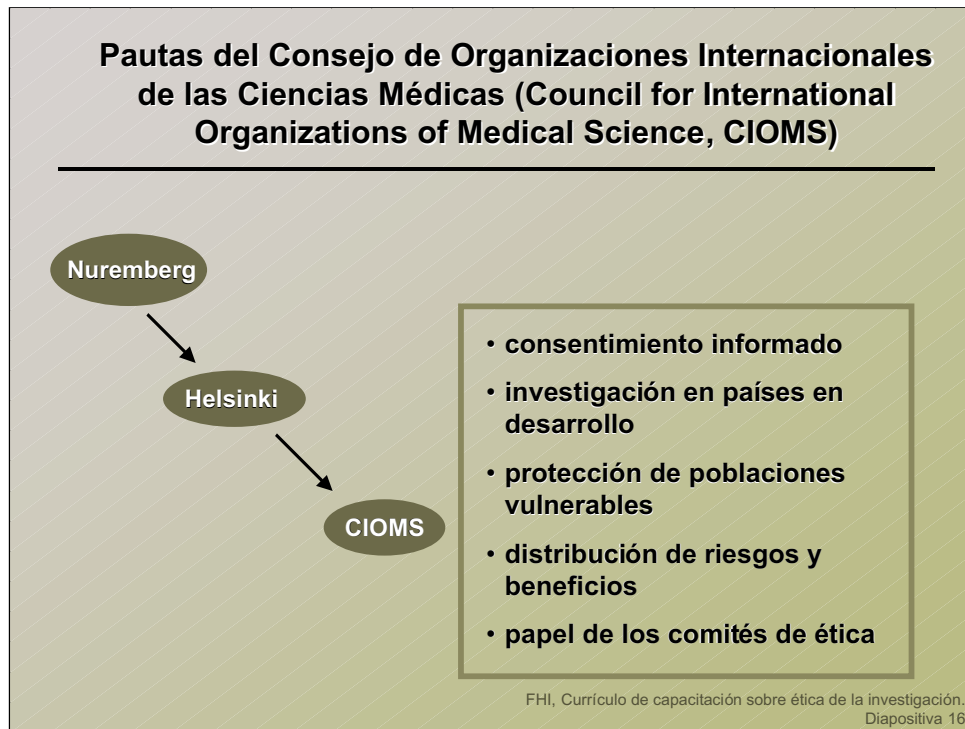 Pautas del Consejo de Organizaciones Internacionales
de las Ciencias Médicas (Council for International
Organizations of Medical Science, CIOMS)
Nuremberg
Helsinki
CIOMS
• consentimiento informado
• investigación en países en
desarrollo
• protección de poblaciones
vulnerables
• distribución de riesgos y
beneficios
• papel de los comités de ética
FHI, Currículo de capacitación sobre ética de la investigación.
Diapositiva 16